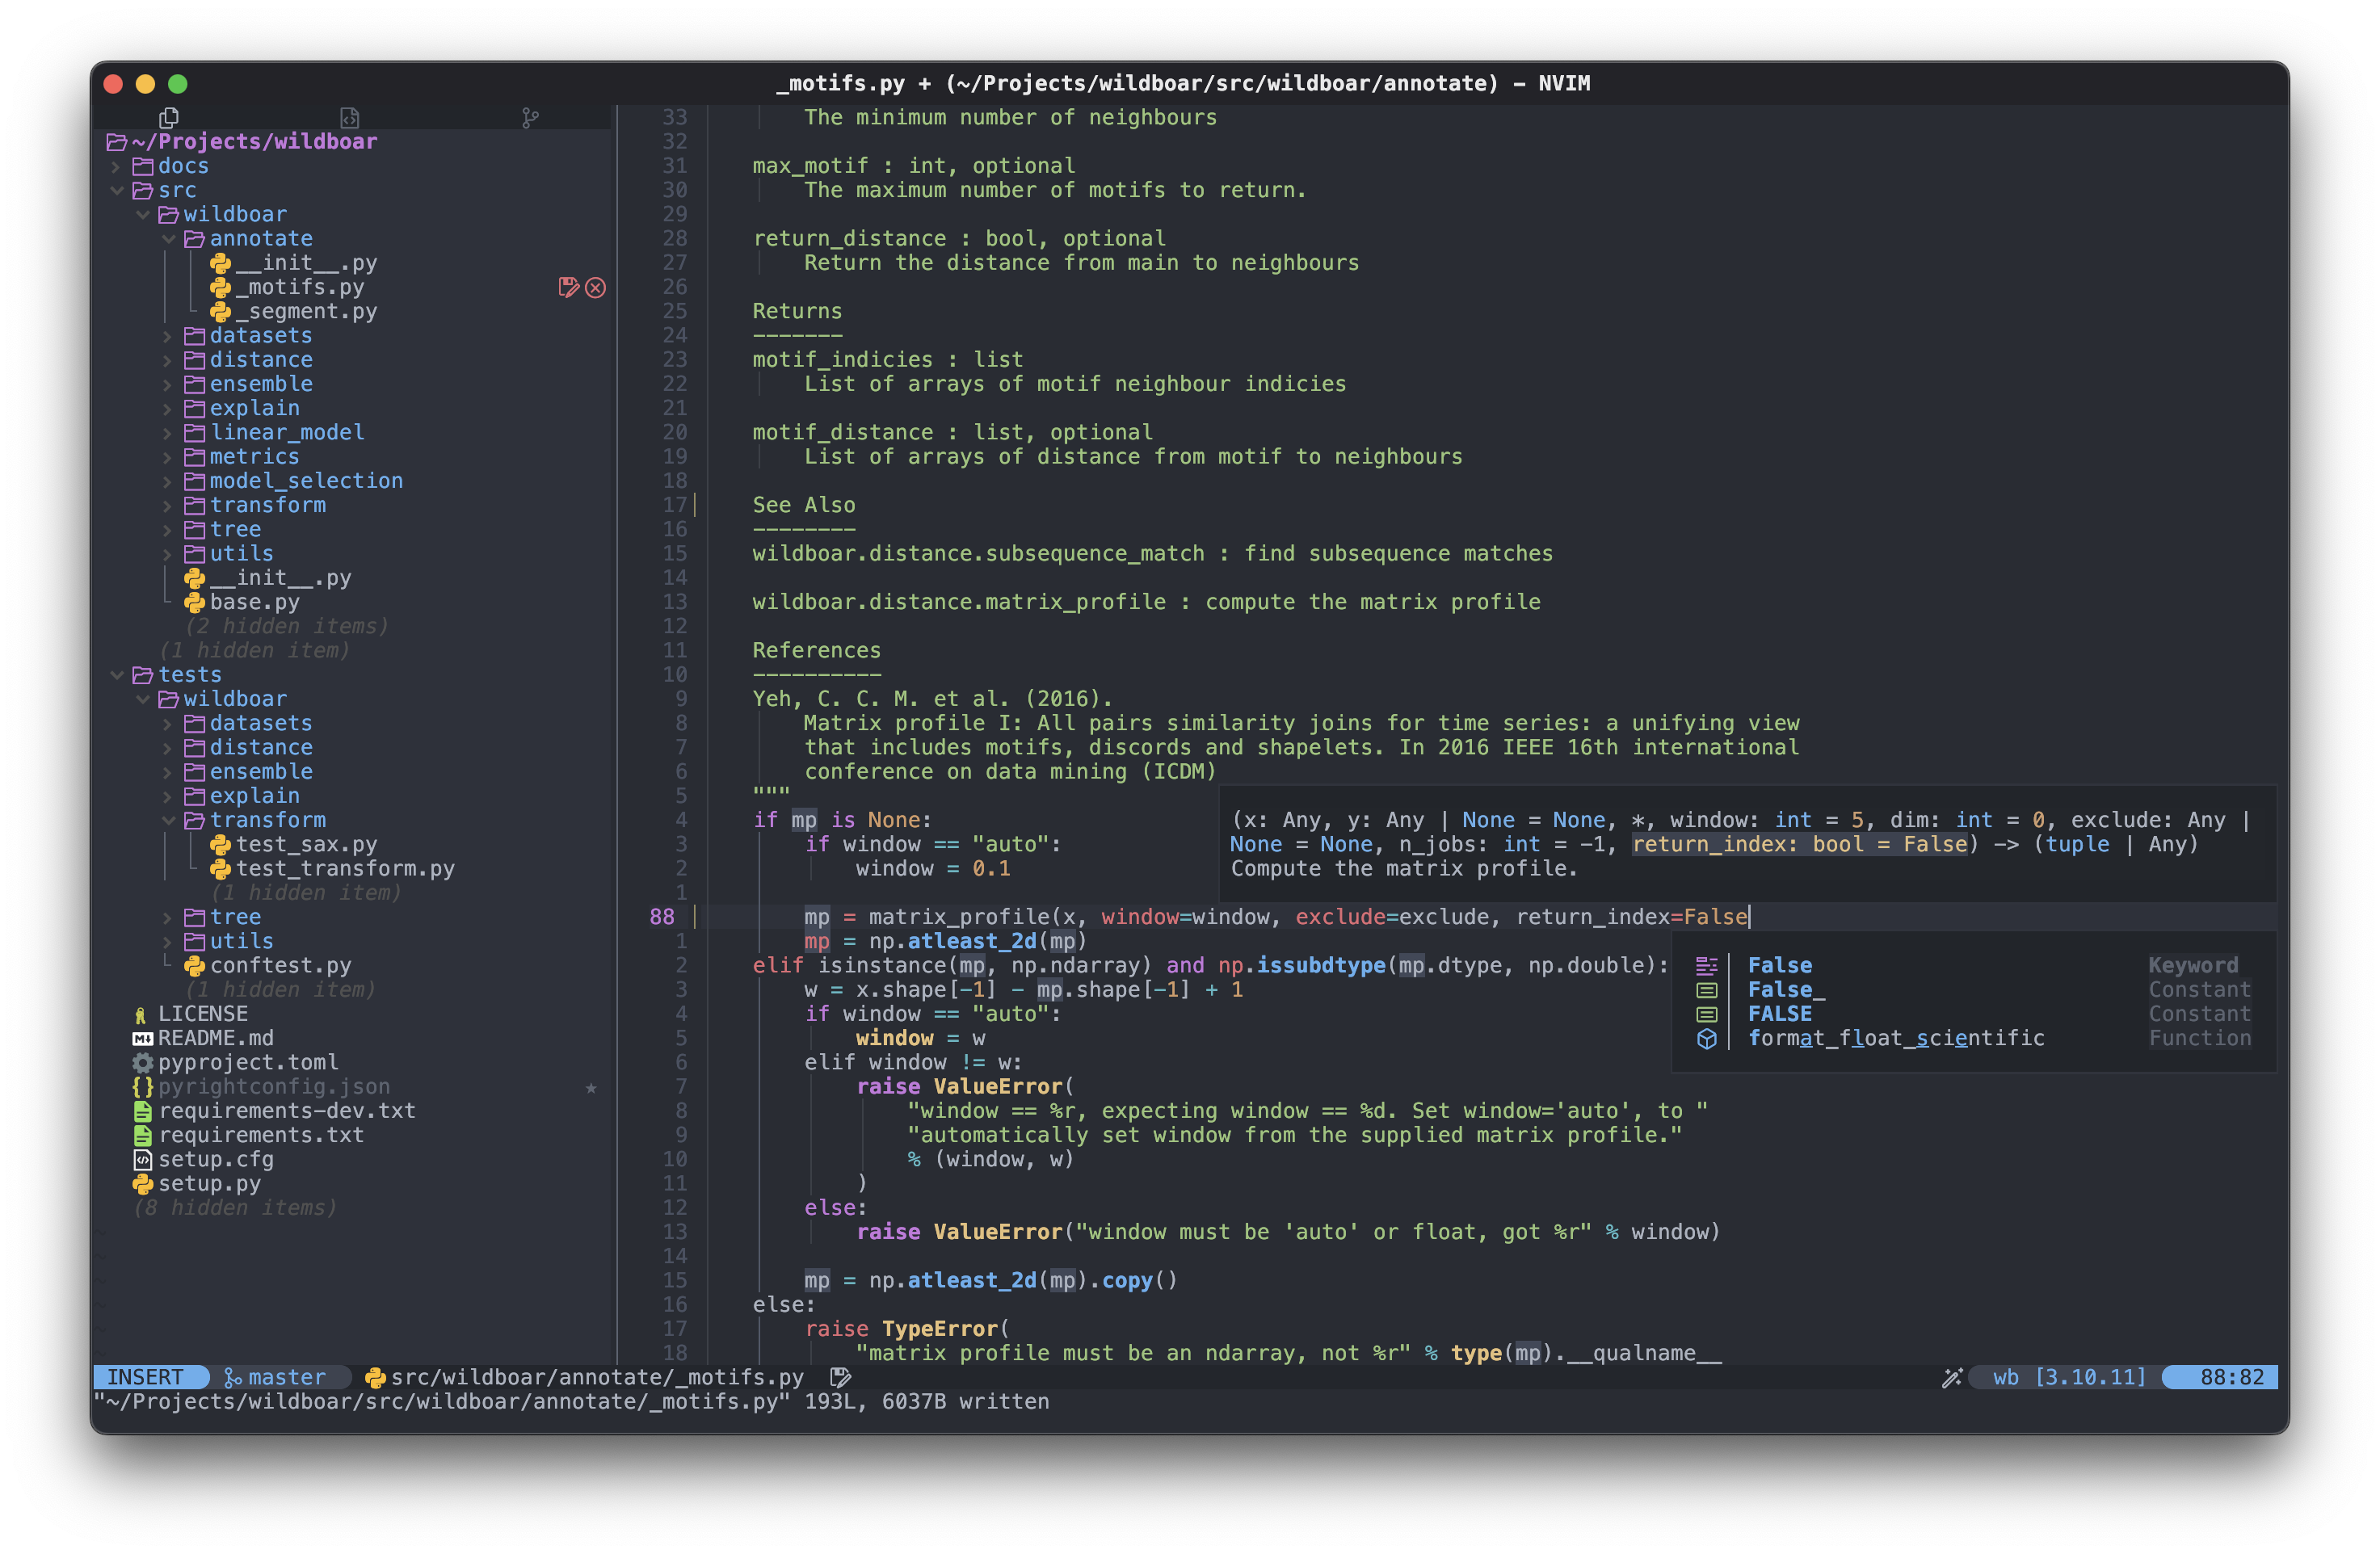 _motifs.py + (~/Projects/wildboar/src/wildboar/annotate) – NVIM
~/Projects/wildboar
docs
src
wildboar
annotate
__init__.py
_motifs.py
_segment.py
datasets
distance
ensemble
explain
linear_model
metrics
model_selection
transform
tree
utils
__init__.py
base.py
(2 hidden items)
(1 hidden item)
tests
wildboar
datasets
distance
ensemble
explain
transform
test_sax.py
test_transform.py
(1 hidden item)
tree
utils
conftest.py
(1 hidden item)
LICENSE
README.md
pyproject.toml
{} pyrightconfig.json ★
requirements-dev.txt
requirements.txt
setup.cfg
setup.py
(8 hidden items)
33 The minimum number of neighbours
32
31 max_motif : int, optional
30 The maximum number of motifs to return.
29
28 return_distance : bool, optional
27 Return the distance from main to neighbours
26
25 Returns
24 -------
23 motif_indicies : list
22 List of arrays of motif neighbour indicies
21
20 motif_distance : list, optional
19 List of arrays of distance from motif to neighbours
18
17 See Also
16 --------
15 wildboar.distance.subsequence_match : find subsequence matches
14
13 wildboar.distance.matrix_profile : compute the matrix profile
12
11 References
10 ----------
9 Yeh, C. C. M. et al. (2016).
8 Matrix profile I: All pairs similarity joins for time series: a unifying view
7 that includes motifs, discords and shapelets. In 2016 IEEE 16th international
6 conference on data mining (ICDM)
5 """
4 if mp is None:
3 if window == "auto":
2 window = 0.1
1
88 mp = matrix_profile(x, window=window, exclude=exclude, return_index=False
1 mp = np.atleast_2d(mp)
2 elif isinstance(mp, np.ndarray) and np.issubdtype(mp.dtype, np.double):
3 w = x.shape[-1] - mp.shape[-1] + 1
4 if window == "auto":
5 window = w
6 elif window != w:
7 raise ValueError(
8 "window == %r, expecting window == %d. Set window='auto', to "
9 "automatically set window from the supplied matrix profile."
10 % (window, w)
11 )
12 else:
13 raise ValueError("window must be 'auto' or float, got %r" % window)
14
15 mp = np.atleast_2d(mp).copy()
16 else:
17 raise TypeError(
18 "matrix profile must be an ndarray, not %r" % type(mp).__qualname__
(x: Any, y: Any | None = None, *, window: int = 5, dim: int = 0, exclude: Any |
None = None, n_jobs: int = -1, return_index: bool = False) -> (tuple | Any)
Compute the matrix profile.
False Keyword
False_ Constant
FALSE Constant
format_float_scientific Function
INSERT master src/wildboar/annotate/_motifs.py wb [3.10.11] 88:82
"~/Projects/wildboar/src/wildboar/annotate/_motifs.py" 193L, 6037B written